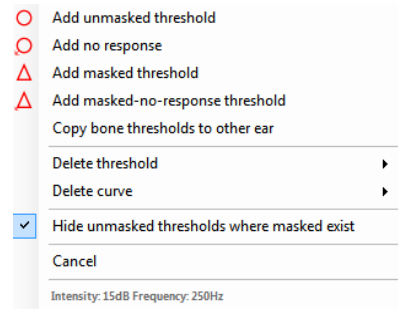 Add unmasked threshold
Add no response
Add masked threshold
Add masked-no-response threshold
Copy bone thresholds to other ear
Delete threshold
Delete curve
Hide unmasked thresholds where masked exist
Cancel
Intensity: 15dB Frequency: 250Hz